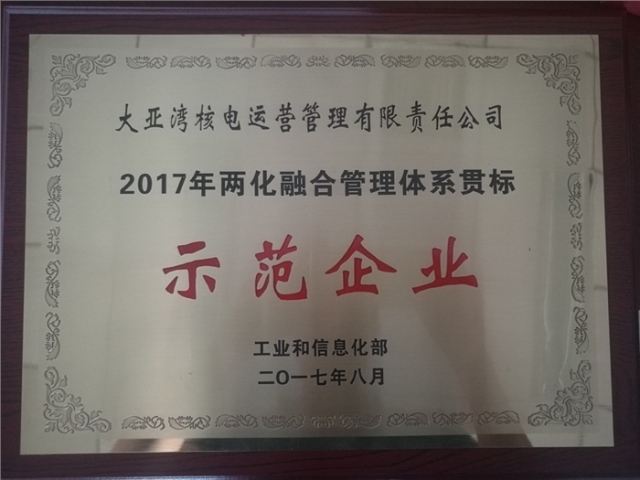 大亚湾核电运营管理有限责任公司
2017年两化融合管理体系贯标
示范企业
工业和信息化部
二〇一七年八月